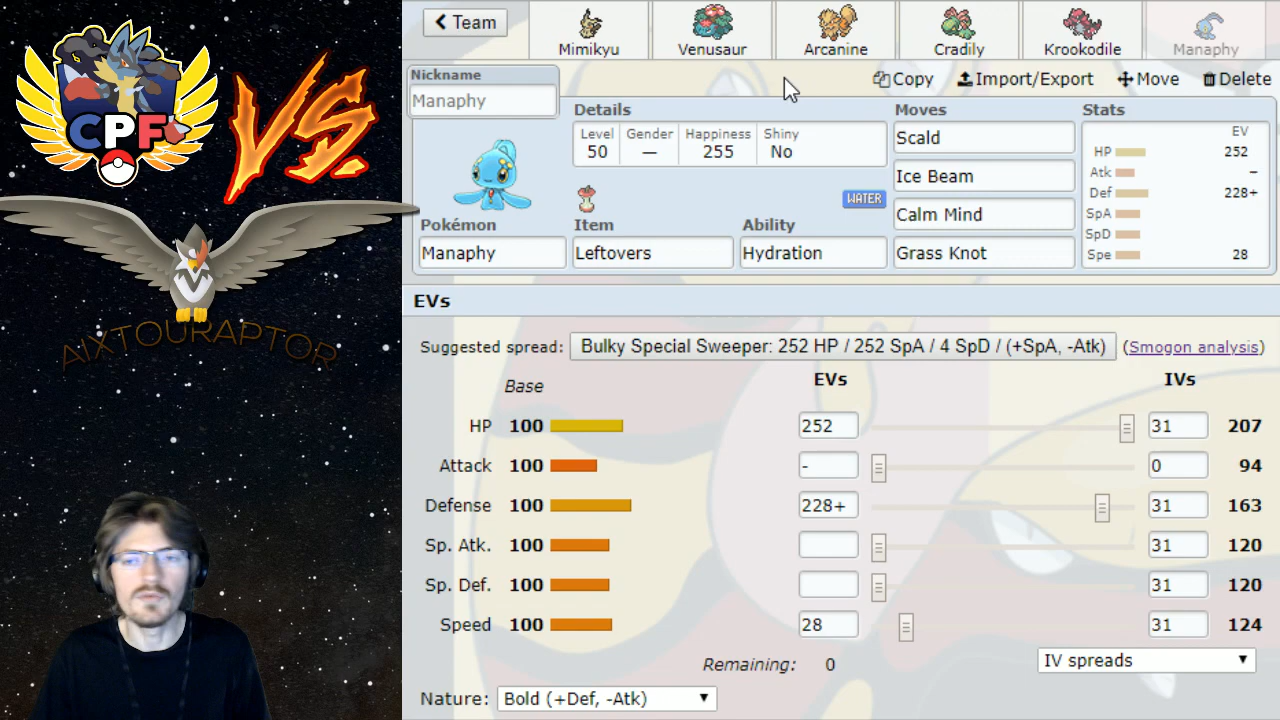 CPF
VS.
AIXTOURAPTOR
Team
Mimikyu
Venusaur
Arcanine
Cradily
Krookodile
Manaphy
Copy
Import/Export
Move
Delete
Nickname
Manaphy
Details
Level
50
Gender
—
Happiness
255
Shiny
No
WATER
Pokémon
Manaphy
Item
Leftovers
Ability
Hydration
Moves
Scald
Ice Beam
Calm Mind
Grass Knot
Stats
EV
HP 252
Atk –
Def 228+
SpA
SpD
Spe 28
EVs
Suggested spread: Bulky Special Sweeper: 252 HP / 252 SpA / 4 SpD / (+SpA, -Atk) (Smogon analysis)
Base EVs IVs
HP 100 252 31 207
Attack 100 - 0 94
Defense 100 228+ 31 163
Sp. Atk. 100 31 120
Sp. Def. 100 31 120
Speed 100 28 31 124
Remaining: 0
IV spreads
Nature: Bold (+Def, -Atk)